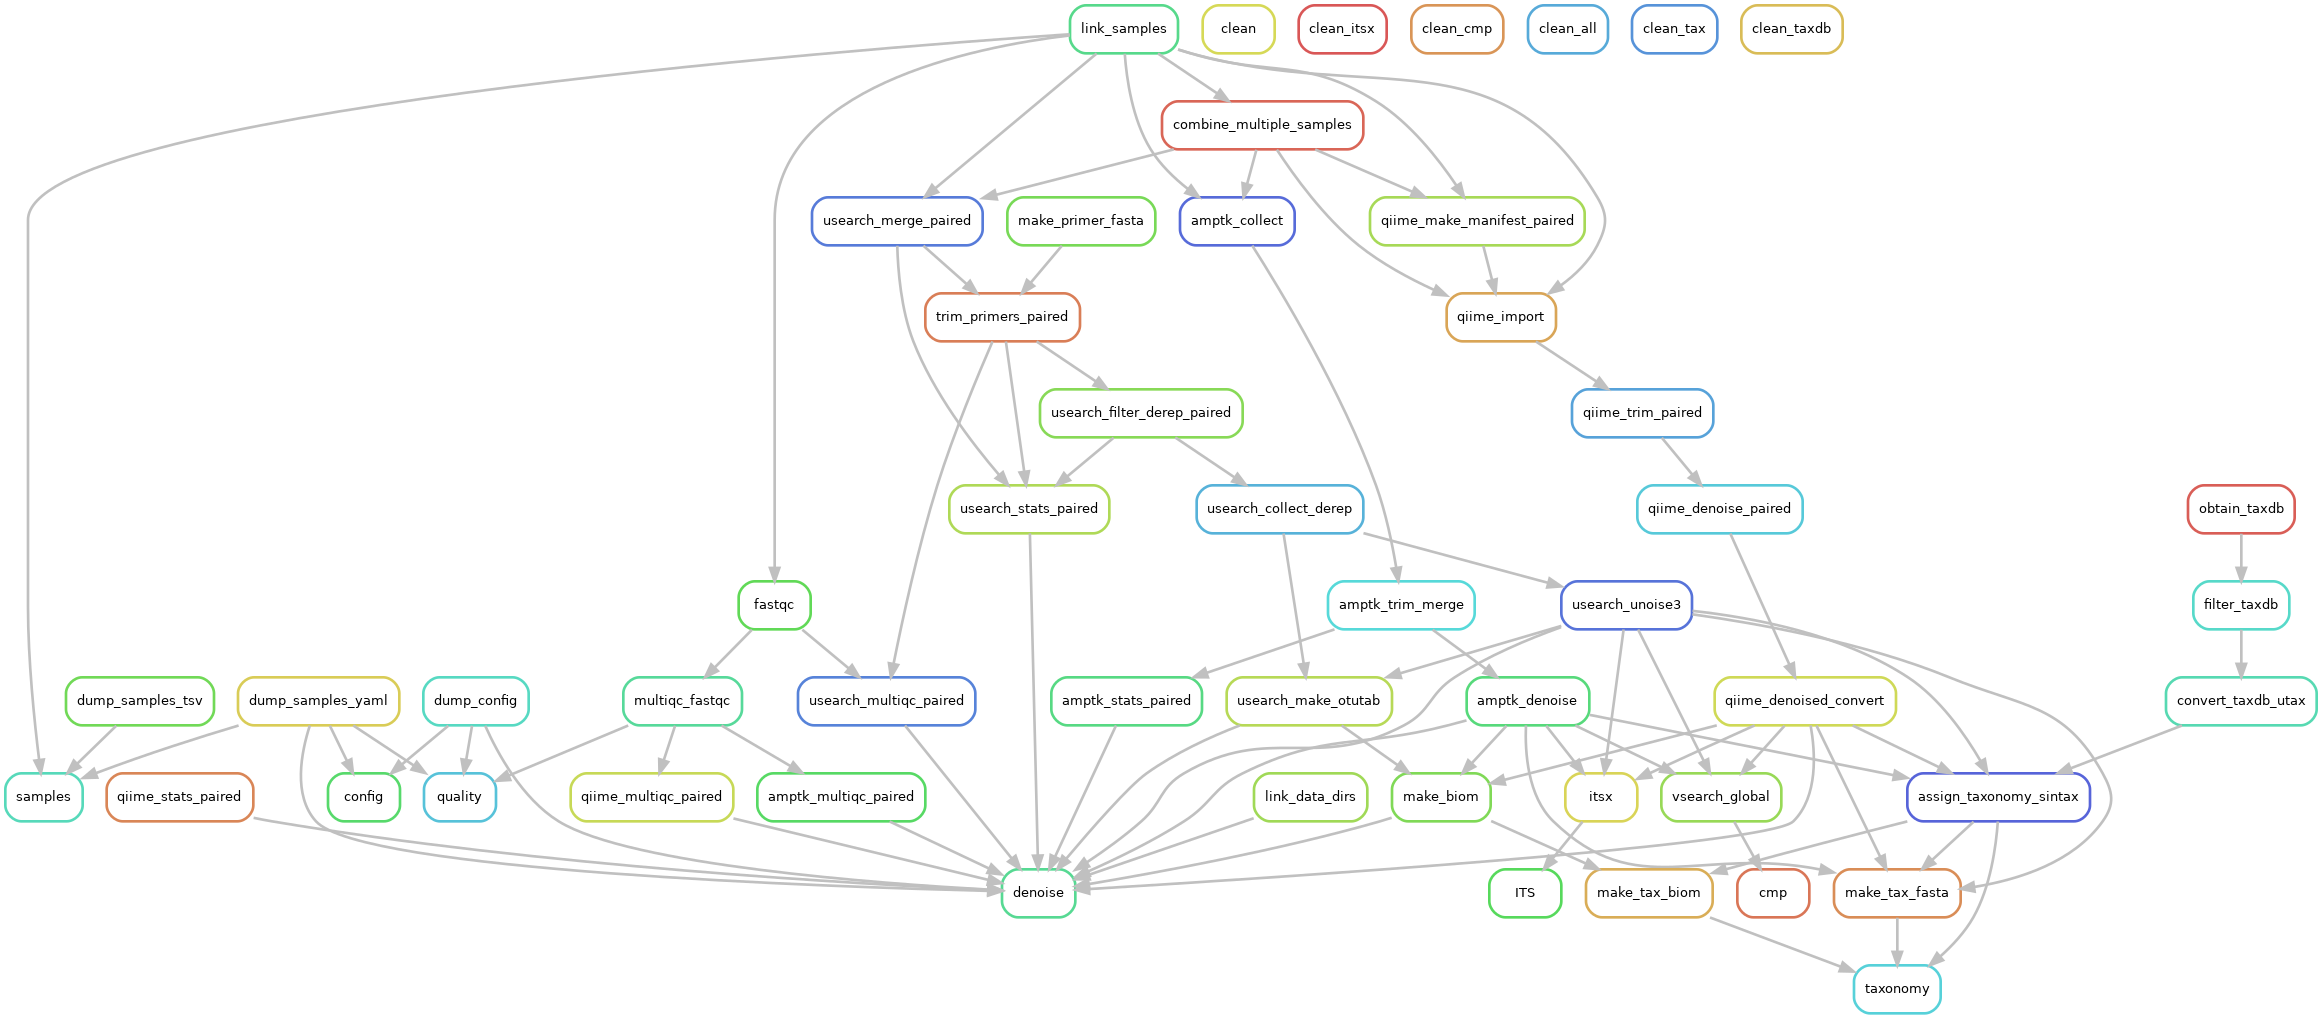 link_samples
clean
clean_itsx
clean_cmp
clean_all
clean_tax
clean_taxdb
combine_multiple_samples
usearch_merge_paired
make_primer_fasta
amptk_collect
qiime_make_manifest_paired
trim_primers_paired
qiime_import
usearch_filter_derep_paired
qiime_trim_paired
usearch_stats_paired
usearch_collect_derep
qiime_denoise_paired
obtain_taxdb
fastqc
amptk_trim_merge
usearch_unoise3
filter_taxdb
dump_samples_tsv
dump_samples_yaml
dump_config
multiqc_fastqc
usearch_multiqc_paired
amptk_stats_paired
usearch_make_otutab
amptk_denoise
qiime_denoised_convert
convert_taxdb_utax
samples
qiime_stats_paired
config
quality
qiime_multiqc_paired
amptk_multiqc_paired
link_data_dirs
make_biom
itsx
vsearch_global
assign_taxonomy_sintax
denoise
ITS
make_tax_biom
cmp
make_tax_fasta
taxonomy